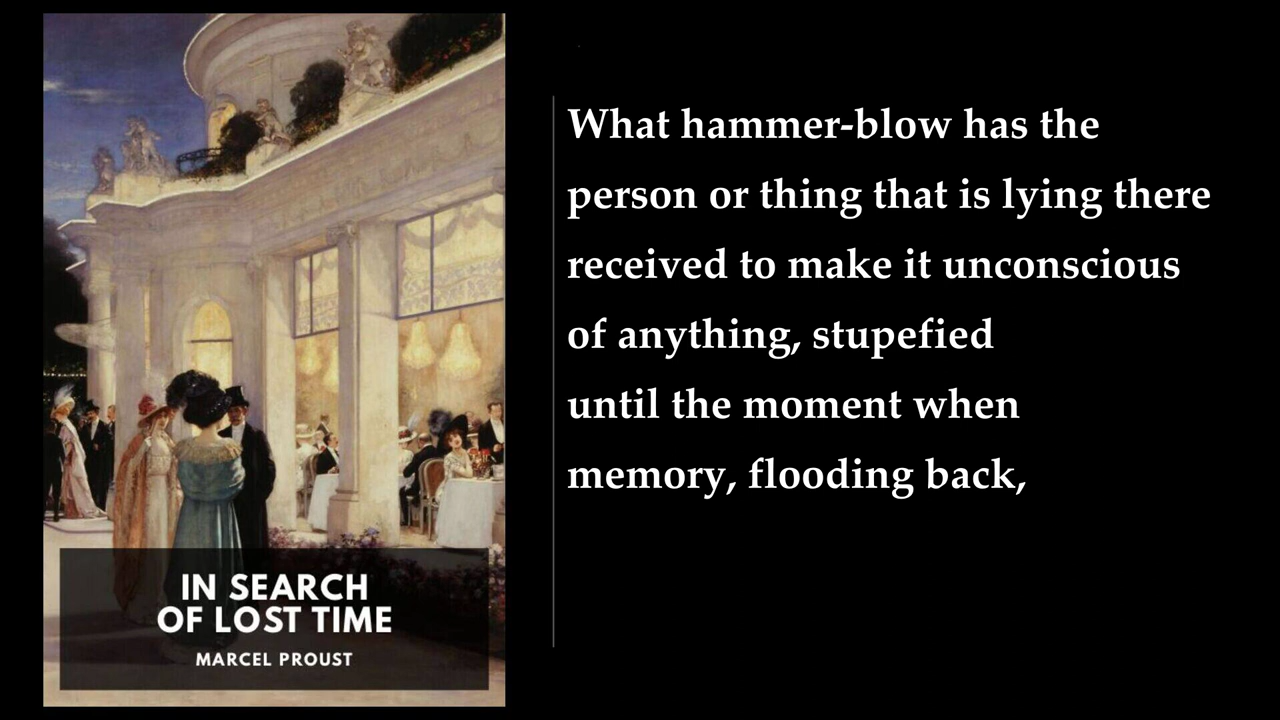 What hammer-blow has the
person or thing that is lying there
received to make it unconscious
of anything, stupefied
until the moment when
memory, flooding back,
IN SEARCH
OF LOST TIME
MARCEL PROUST